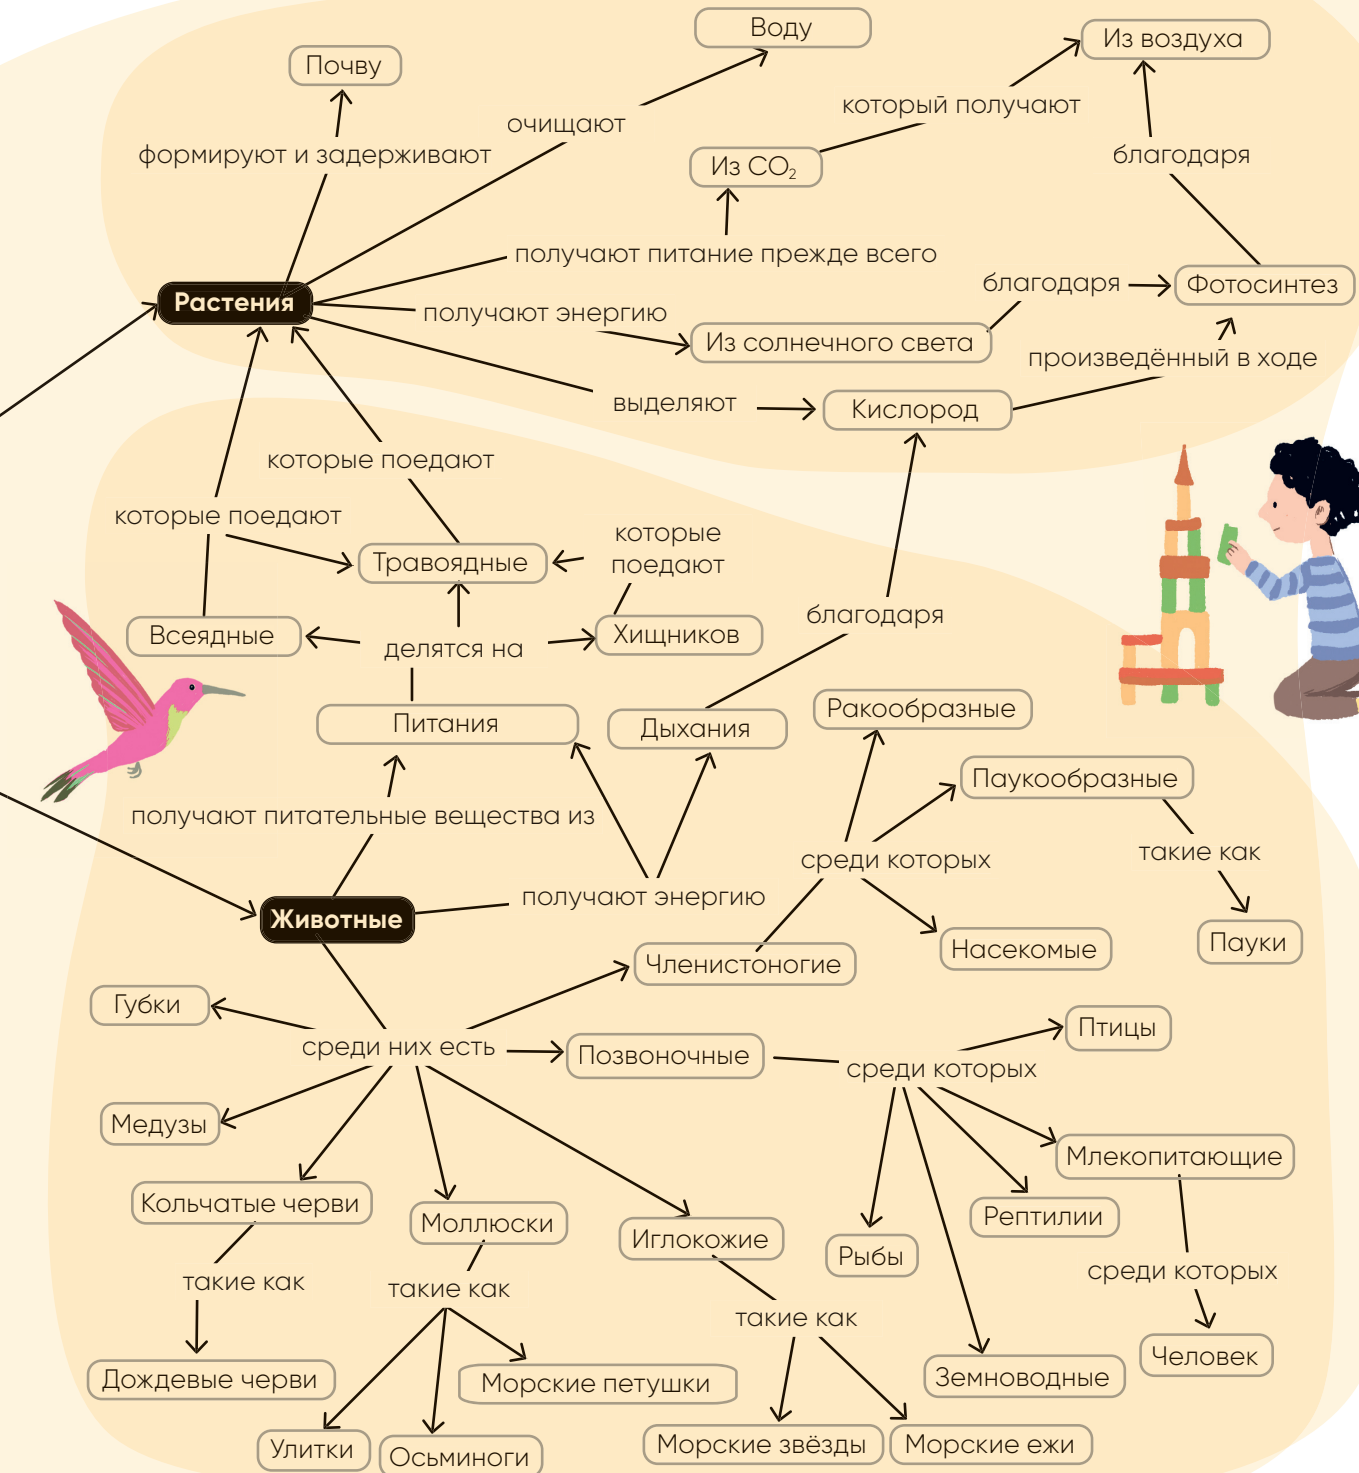 Воду
Из воздуха
Почву
который получают
очищают
формируют и задерживают
благодаря
Из CO₂
получают питание прежде всего
благодаря
Фотосинтез
Растения
получают энергию
Из солнечного света
произведённый в ходе
выделяют
Кислород
которые поедают
которые поедают
которые
поедают
Травоядные
благодаря
Всеядные
делятся на
Хищников
Ракообразные
Питания
Дыхания
Паукообразные
получают питательные вещества из
среди которых
такие как
получают энергию
Животные
Пауки
Насекомые
Членистоногие
Губки
Птицы
среди них есть
Позвоночные
среди которых
Медузы
Млекопитающие
Кольчатые черви
Моллюски
Рептилии
Иглокожие
Рыбы
среди которых
такие как
такие как
такие как
Человек
Дождевые черви
Морские петушки
Земноводные
Улитки
Осьминоги
Морские звёзды
Морские ежи